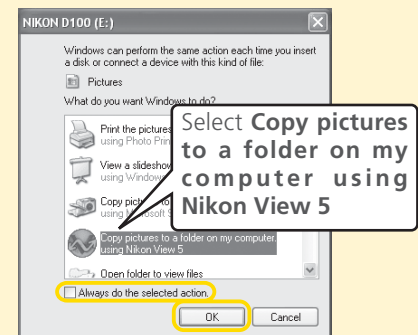 NIKON D100 (E:)
Windows can perform the same action each time you insert
a disk or connect a device with this kind of file:
Pictures
What do you want Windows to do?
Print the pictures
using Photo Prin
View a slideshow
using Windows
Copy pictu to
using Microsoft S
Copy pictures to a folder on my computer.
using Nikon View 5
Open folder to view files
Always do the selected action.
OK Cancel
Select Copy pictures
to a folder on my
computer using
Nikon View 5